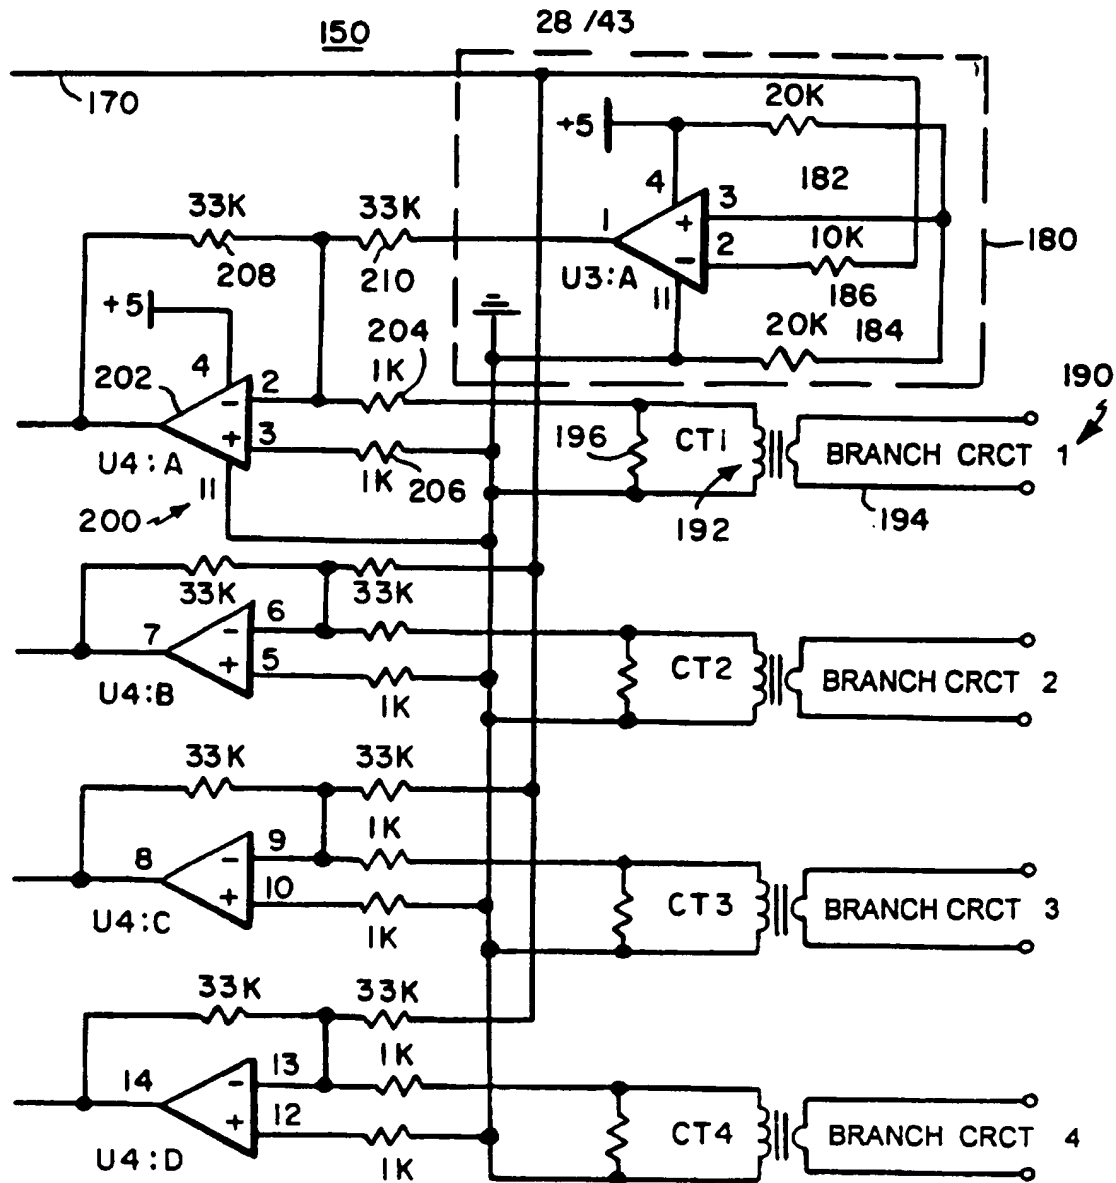 150
28 /43
170
+5
20K
182
4
3
1
+
2
-
10K
U3:A
11
186
20K
184
180
33K
208
33K
210
+5
204
1K
202
4
2
-
+
3
U4:A
11
1K
206
200
196
CT1
192
BRANCH CRCT 1
194
190
33K
33K
7
6
-
+
5
U4:B
1K
CT2
BRANCH CRCT 2
33K
33K
1K
8
9
-
+
10
U4:C
1K
CT3
BRANCH CRCT 3
33K
33K
1K
14
13
-
+
12
U4:D
1K
CT4
BRANCH CRCT 4